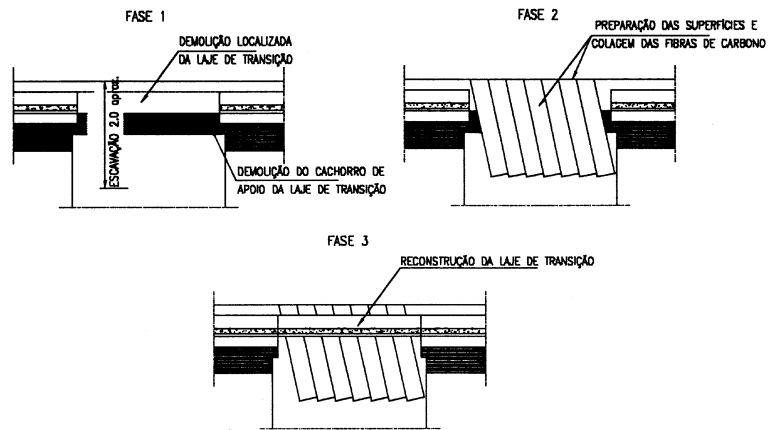 FASE 1
DEMOLIÇÃO LOCALIZADA
DA LAJE DE TRANSIÇÃO
ESCAVAÇÃO 2.0 aprox.
DEMOLIÇÃO DO CACHORRO DE
APOIO DA LAJE DE TRANSIÇÃO
FASE 2
PREPARAÇÃO DAS SUPERFÍCIES E
COLAGEM DAS FIBRAS DE CARBONO
FASE 3
RECONSTRUÇÃO DA LAJE DE TRANSIÇÃO